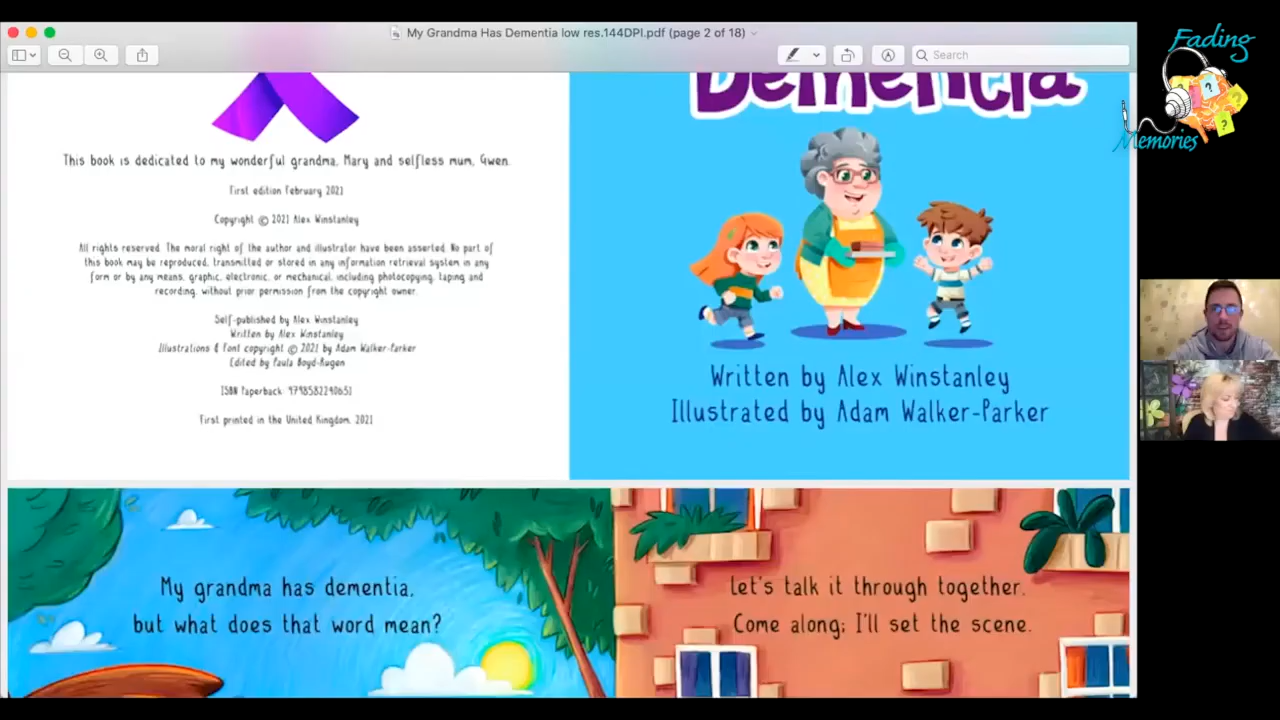 My Grandma Has Dementia low res.144DPI.pdf (page 2 of 18)
Search
Fading
Memories
? ? ?
Dementia
This book is dedicated to my wonderful grandma, Mary and selfless mum, Gwen.
First edition February 2021
Copyright © 2021 Alex Winstanley
All rights reserved. The moral right of the author and illustrator have been asserted. No part of
this book may be reproduced, transmitted or stored in any information retrieval system in any
form or by any means, graphic, electronic, or mechanical, including photocopying, taping and
recording, without prior permission from the copyright owner.
Self-published by Alex Winstanley
Written by Alex Winstanley
Illustrations & Font copyright © 2021 by Adam Walker-Parker
Edited by Paula Boyd-Rugen
ISBN Paperback:
First printed in the United Kingdom, 2021
Written by Alex Winstanley
Illustrated by Adam Walker-Parker
My grandma has dementia,
but what does that word mean?
Let's talk it through together.
Come along; I'll set the scene.